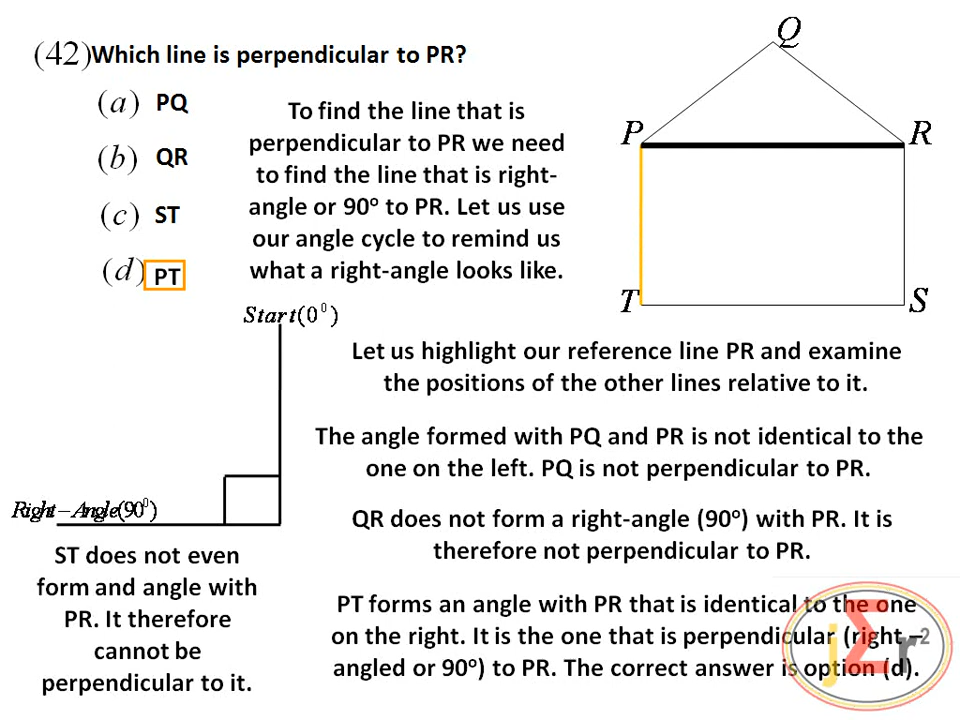 (42) Which line is perpendicular to PR?
(a) PQ
(b) QR
(c) ST
(d) PT
To find the line that is
perpendicular to PR we need
to find the line that is right-
angle or 90º to PR. Let us use
our angle cycle to remind us
what a right-angle looks like.
Q
P
R
T
S
Start(0⁰)
Right-Angle(90⁰)
Let us highlight our reference line PR and examine
the positions of the other lines relative to it.
The angle formed with PQ and PR is not identical to the
one on the left. PQ is not perpendicular to PR.
QR does not form a right-angle (90º) with PR. It is
therefore not perpendicular to PR.
ST does not even
form and angle with
PR. It therefore
cannot be
perpendicular to it.
PT forms an angle with PR that is identical to the one
on the right. It is the one that is perpendicular (right –
angled or 90º) to PR. The correct answer is option (d).
jΣr²